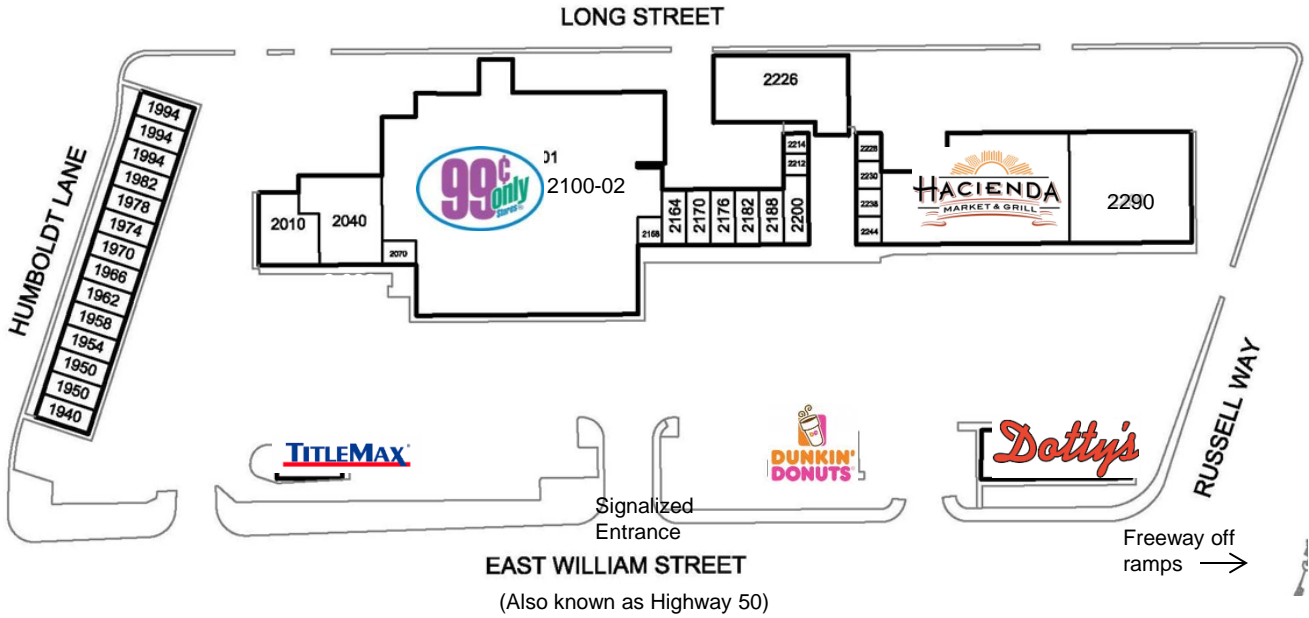 LONG STREET
HUMBOLDT LANE
1994
1994
1994
1982
1978
1974
1970
1966
1962
1958
1954
1950
1950
1940
2010
2040
2070
99¢
only
Stores®
01
2100-02
2164
2170
2176
2182
2188
2200
2214
2212
2226
2228
2230
2238
2244
HACIENDA
MARKET & GRILL
2290
RUSSELL WAY
TITLEMAX®
DUNKIN'
DONUTS®
Dotty's
Signalized
Entrance
EAST WILLIAM STREET
(Also known as Highway 50)
Freeway off
ramps